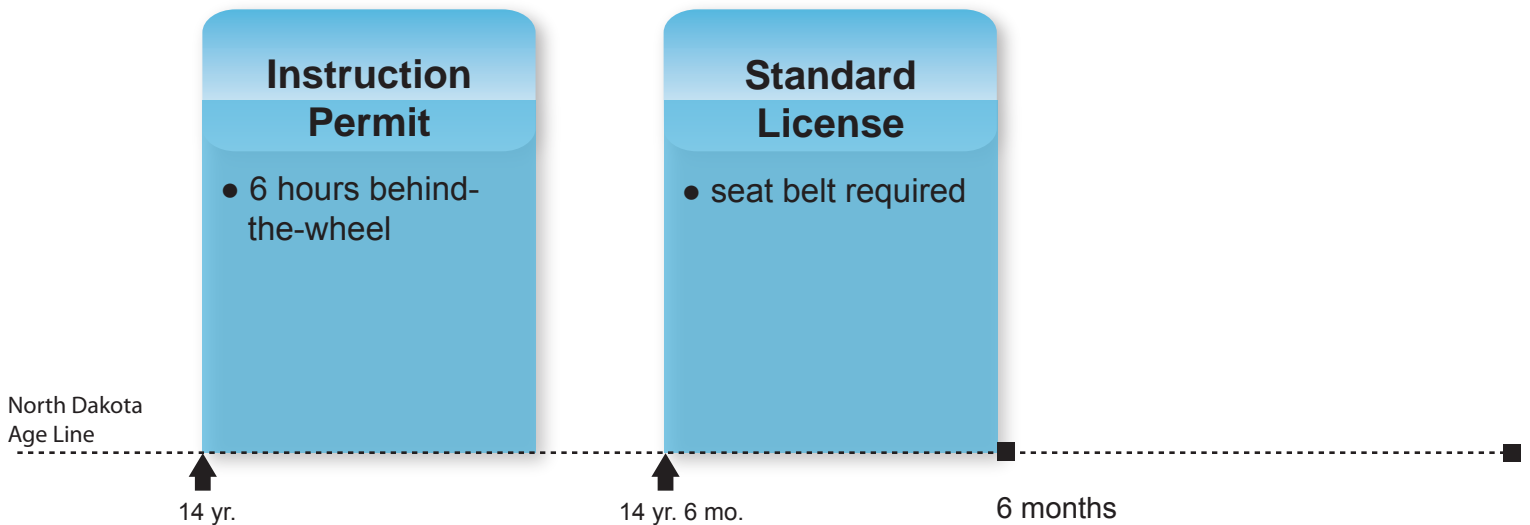 Instruction
Permit
● 6 hours behind-
the-wheel
Standard
License
● seat belt required
North Dakota
Age Line
14 yr.
14 yr. 6 mo.
6 months